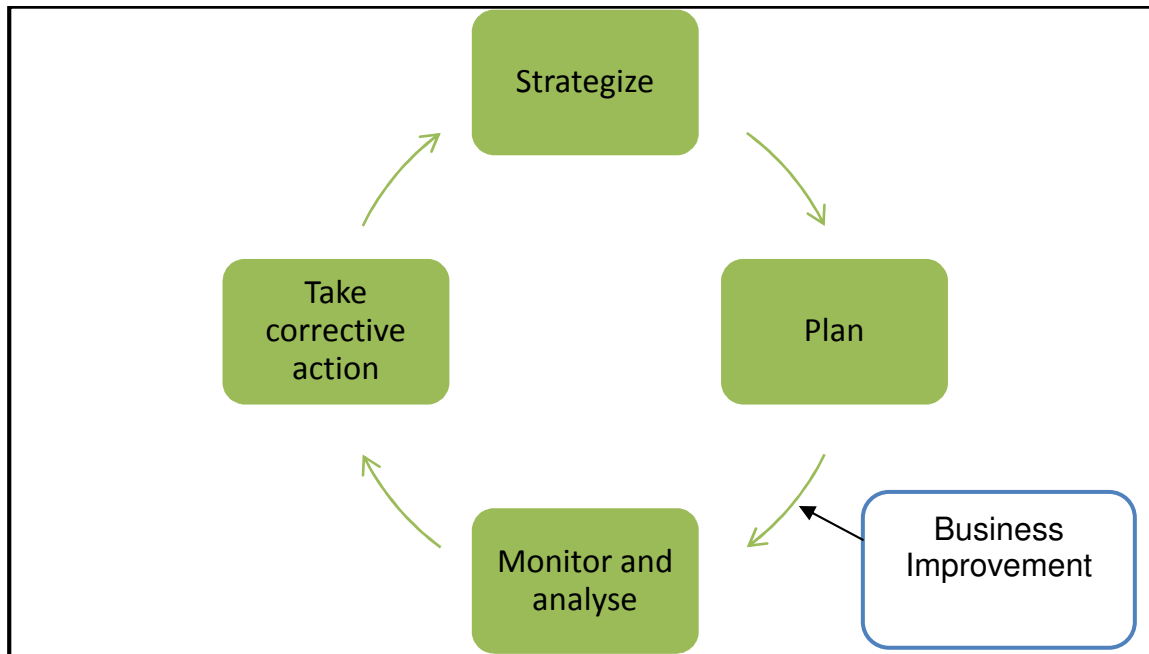 Strategize
Take
corrective
action
Plan
Monitor and
analyse
Business
Improvement